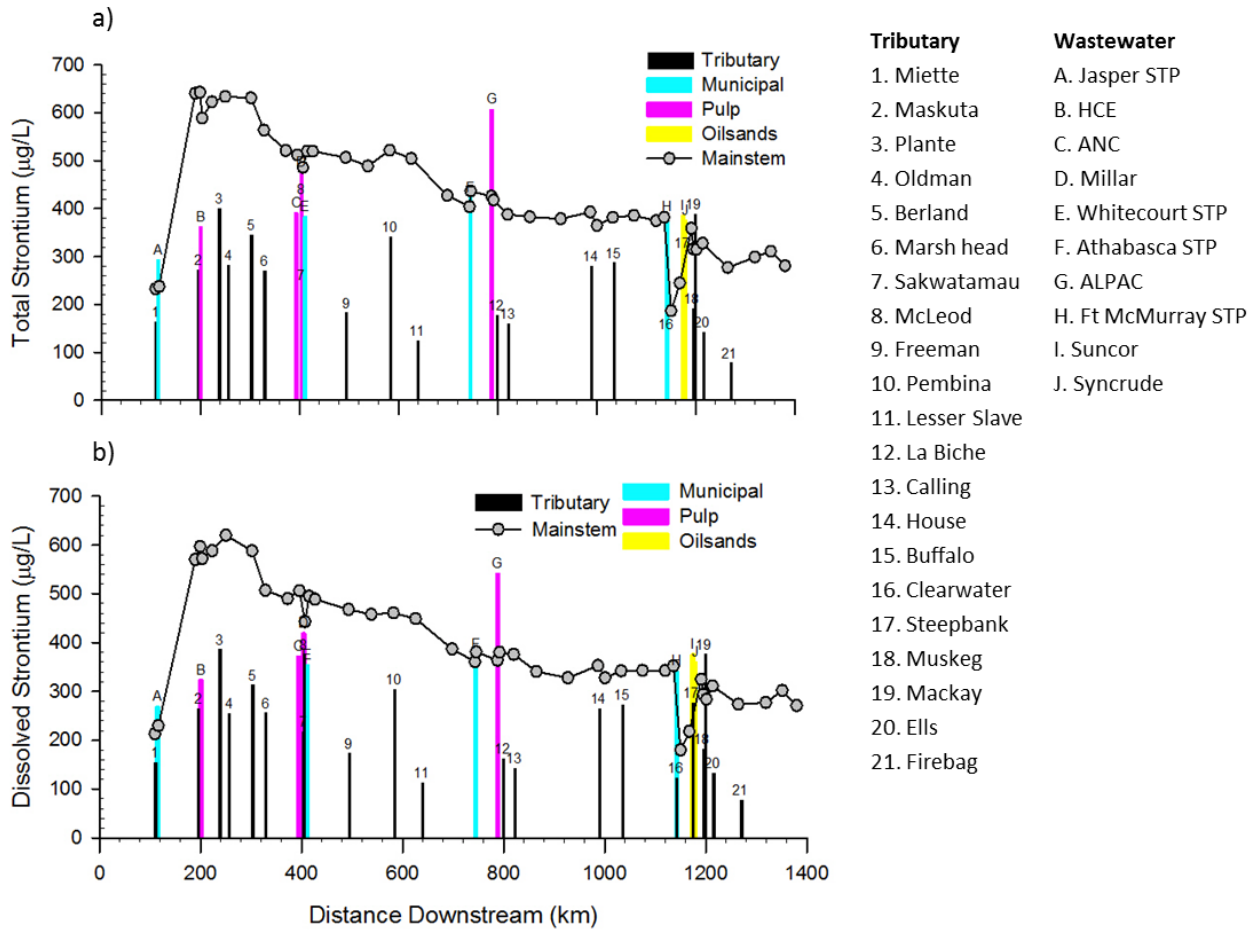 a)
Total Strontium (µg/L)
700
600
500
400
300
200
100
0
Tributary
Municipal
Pulp
Oilsands
Mainstem
A
1
B
2
3
4
5
6
C
8
7
E
9
10
11
F
G
12
13
14
15
H
16
I
J
17
19
18
20
21
b)
Dissolved Strontium (µg/L)
700
600
500
400
300
200
100
0
Tributary
Mainstem
Municipal
Pulp
Oilsands
A
1
B
2
3
4
5
6
C
7
E
9
10
11
F
G
12
13
14
15
H
16
I
J
17
19
18
20
21
0
200
400
600
800
1000
1200
1400
Distance Downstream (km)
Tributary
1. Miette
2. Maskuta
3. Plante
4. Oldman
5. Berland
6. Marsh head
7. Sakwatamau
8. McLeod
9. Freeman
10. Pembina
11. Lesser Slave
12. La Biche
13. Calling
14. House
15. Buffalo
16. Clearwater
17. Steepbank
18. Muskeg
19. Mackay
20. Ells
21. Firebag
Wastewater
A. Jasper STP
B. HCE
C. ANC
D. Millar
E. Whitecourt STP
F. Athabasca STP
G. ALPAC
H. Ft McMurray STP
I. Suncor
J. Syncrude